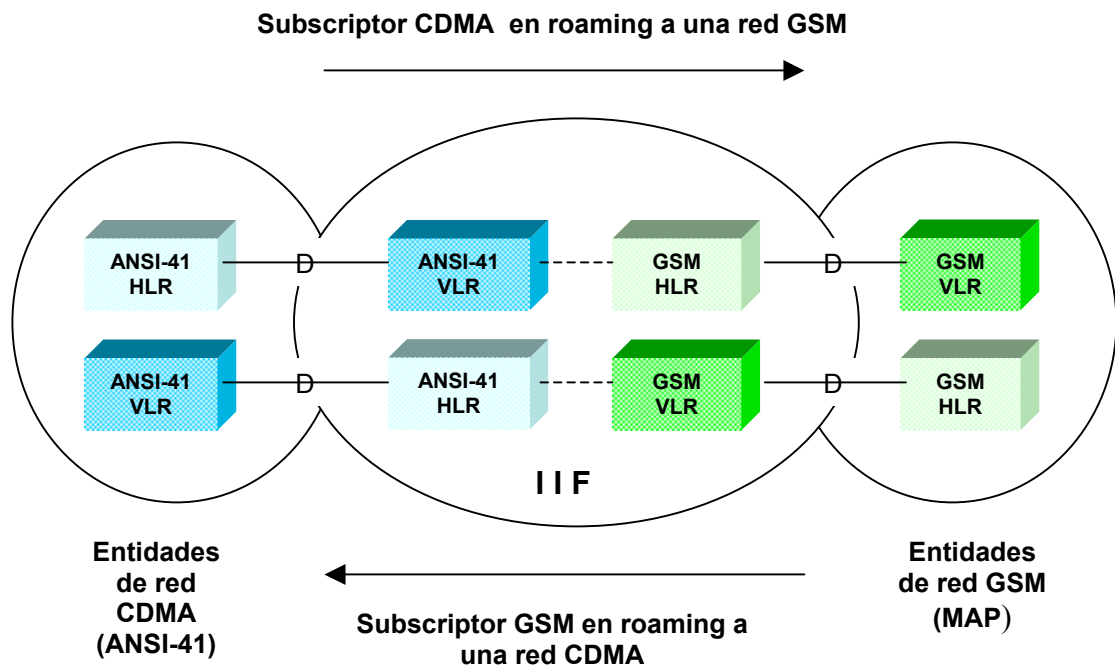 Subscriptor CDMA en roaming a una red GSM
ANSI-41
HLR
D
ANSI-41
VLR
GSM
HLR
D
GSM
VLR
ANSI-41
VLR
D
ANSI-41
HLR
GSM
VLR
D
GSM
HLR
I I F
Entidades
de red
CDMA
(ANSI-41)
Subscriptor GSM en roaming a
una red CDMA
Entidades
de red GSM
(MAP)